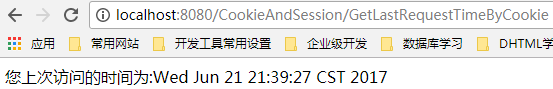 localhost:8080/CookieAndSession/GetLastRequestTimeByCookie
应用 常用网站 开发工具常用设置 企业级开发 数据库学习 DHTML学
您上次访问的时间为:Wed Jun 21 21:39:27 CST 2017